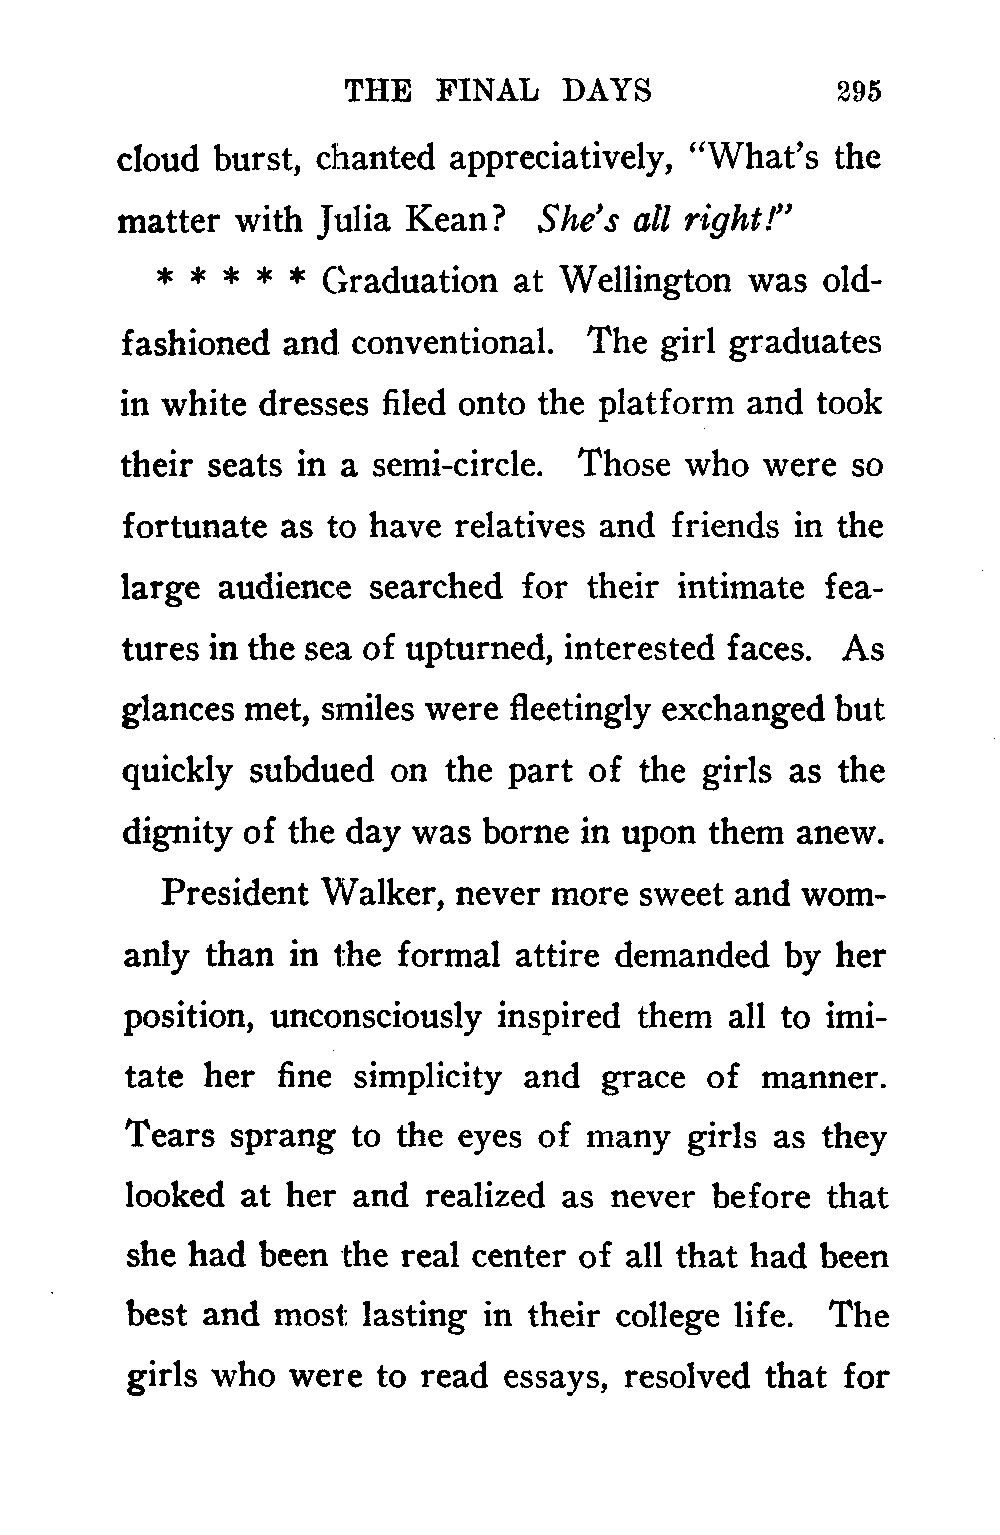 THE FINAL DAYS 295
cloud burst, chanted appreciatively, “What’s the
matter with Julia Kean? She’s all right!”
* * * * * Graduation at Wellington was old-
fashioned and conventional. The girl graduates
in white dresses filed onto the platform and took
their seats in a semi-circle. Those who were so
fortunate as to have relatives and friends in the
large audience searched for their intimate fea-
tures in the sea of upturned, interested faces. As
glances met, smiles were fleetingly exchanged but
quickly subdued on the part of the girls as the
dignity of the day was borne in upon them anew.
President Walker, never more sweet and wom-
anly than in the formal attire demanded by her
position, unconsciously inspired them all to imi-
tate her fine simplicity and grace of manner.
Tears sprang to the eyes of many girls as they
looked at her and realized as never before that
she had been the real center of all that had been
best and most lasting in their college life. The
girls who were to read essays, resolved that for